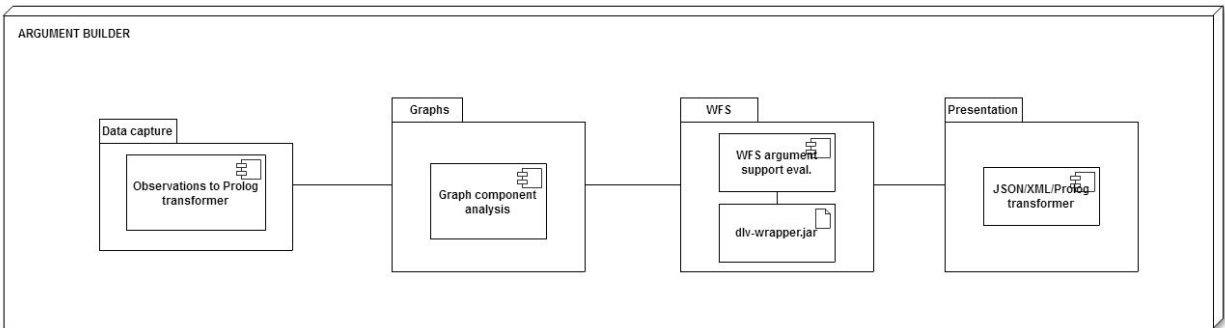 ARGUMENT BUILDER
Data capture
Observations to Prolog
transformer
Graphs
Graph component
analysis
WFS
WFS argument
support eval.
dlv-wrapper.jar
Presentation
JSON/XML/Prolog
transformer